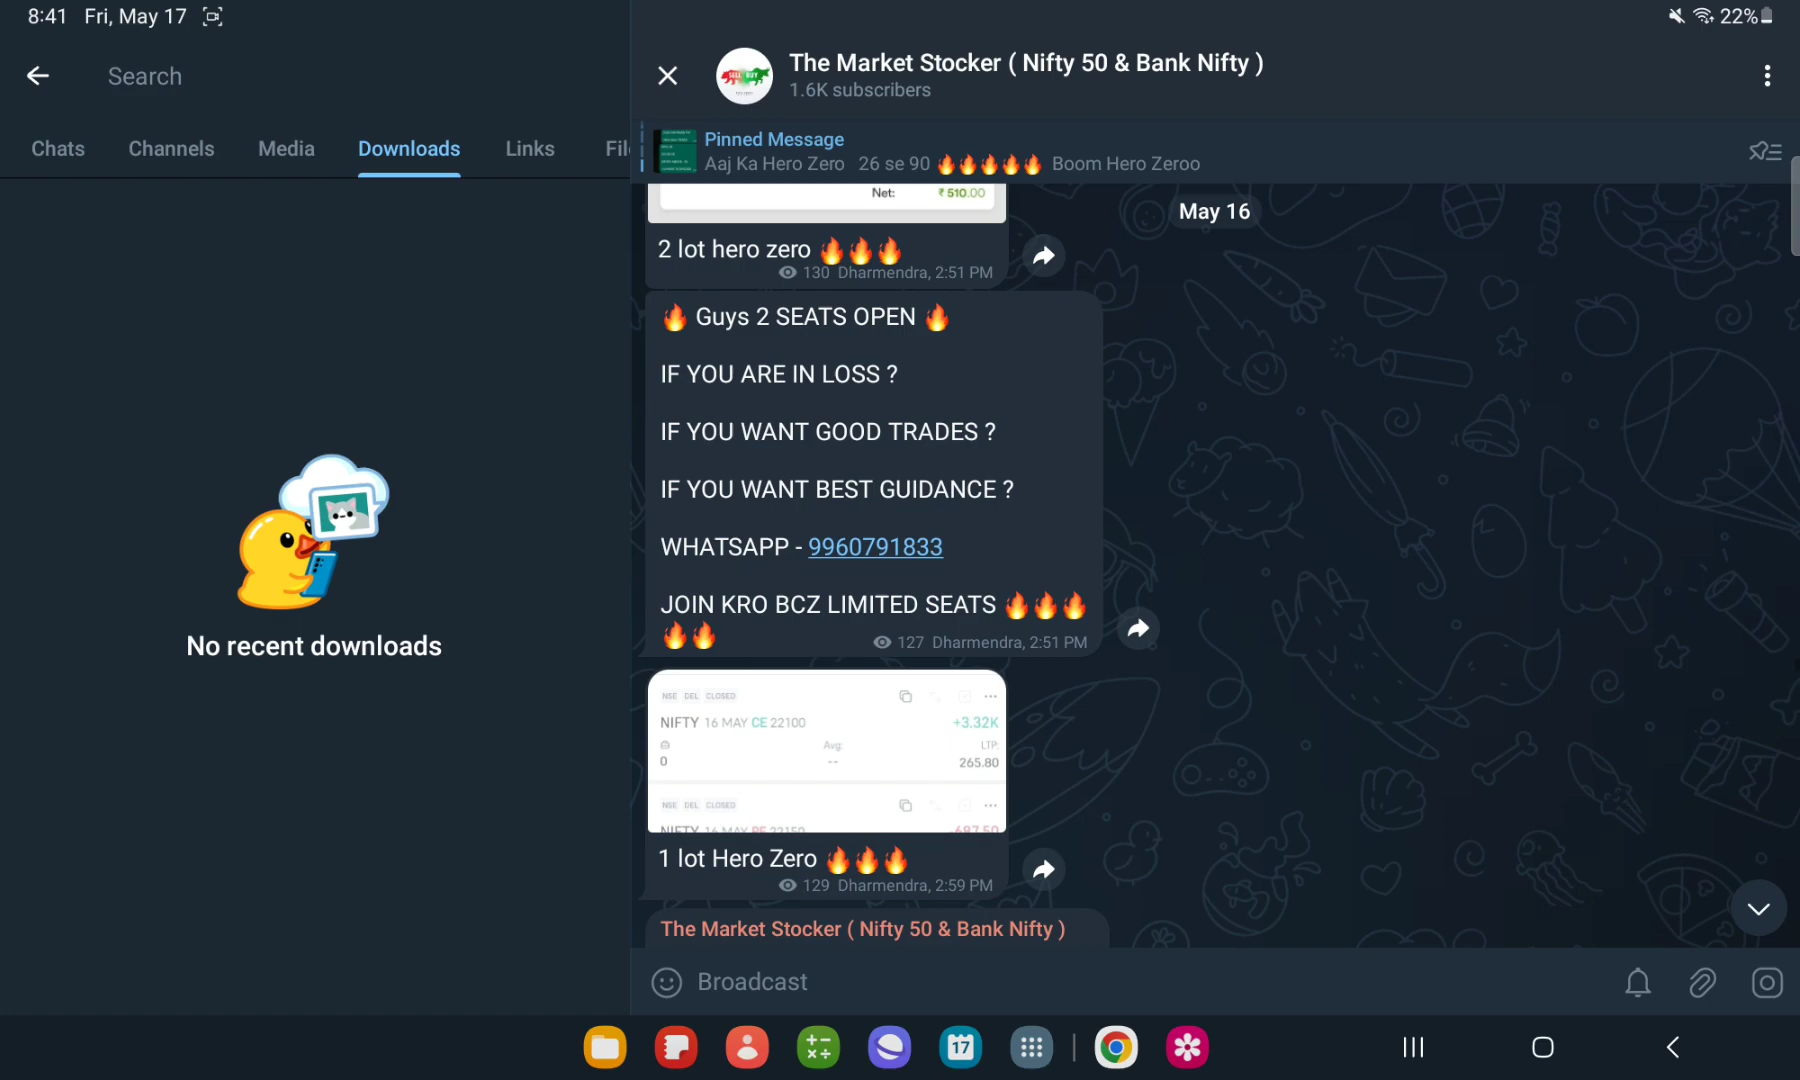 8:41 Fri, May 17
22%
Search
Chats Channels Media Downloads Links
No recent downloads
The Market Stocker ( Nifty 50 & Bank Nifty )
1.6K subscribers
SELL BUY
Pinned Message
Aaj Ka Hero Zero 26 se 90 🔥🔥🔥🔥🔥 Boom Hero Zeroo
Net: ₹ 510.00
May 16
2 lot hero zero 🔥🔥🔥
130 Dharmendra, 2:51 PM
🔥 Guys 2 SEATS OPEN 🔥
IF YOU ARE IN LOSS ?
IF YOU WANT GOOD TRADES ?
IF YOU WANT BEST GUIDANCE ?
WHATSAPP - 9960791833
JOIN KRO BCZ LIMITED SEATS 🔥🔥🔥
🔥🔥
127 Dharmendra, 2:51 PM
NSE DEL CLOSED
NIFTY 16 MAY CE 22100 +3.32K
Avg: LTP:
0 -- 265.80
NSE DEL CLOSED
NIFTY 16 MAY PE 22150 -687.50
1 lot Hero Zero 🔥🔥🔥
129 Dharmendra, 2:59 PM
The Market Stocker ( Nifty 50 & Bank Nifty )
Broadcast
17